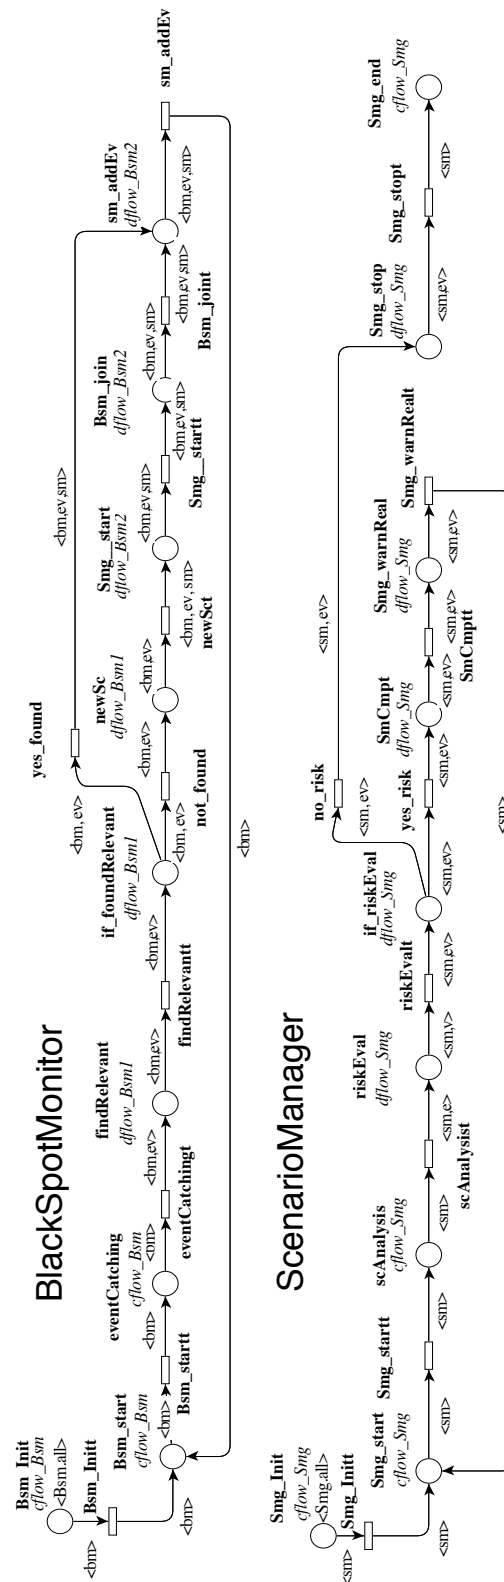 BlackSpotMonitor
Bsm_Init
cflow_Bsm
<Bsm.all>
<bm>
Bsm_Initt
<bm>
Bsm_start
cflow_Bsm
<bm>
Bsm_startt
<bm>
eventCatching
cflow_Bsm
<bm>
eventCatchingt
<bm,ev>
findRelevant
dflow_Bsm1
<bm,ev>
findRelevantt
<bm,ev>
if_foundRelevant
dflow_Bsm1
<bm, ev>
yes_found
<bm,ev,sm>
<bm, ev>
not_found
<bm,ev>
newSc
dflow_Bsm1
<bm,ev>
newSct
<bm, ev, sm>
Smg__start
dflow_Bsm2
<bm,ev,sm>
Smg__startt
<bm,ev,sm>
Bsm_join
dflow_Bsm2
<bm,ev,sm>
Bsm_joint
<bm,ev,sm>
sm_addEv
dflow_Bsm2
<bm,ev,sm>
sm_addEv
<bm>
ScenarioManager
Smg_Init
cflow_Smg
<Smg.all>
<sm>
Smg_Initt
<sm>
Smg_start
cflow_Smg
<sm>
Smg_startt
<sm>
scAnalysis
cflow_Smg
<sm>
scAnalysist
<sm,e>
riskEval
dflow_Smg
<sm,v>
riskEvalt
<sm,ev>
if_riskEval
dflow_Smg
<sm, ev>
no_risk
<sm, ev>
<sm,ev>
yes_risk
<sm,ev>
SmCmpt
dflow_Smg
<sm,ev>
SmCmptt
<sm,ev>
Smg_warnReal
dflow_Smg
<sm,ev>
Smg_warnRealt
<sm>
Smg_stop
dflow_Smg
<sm,ev>
Smg_stopt
<sm>
Smg_end
cflow_Smg